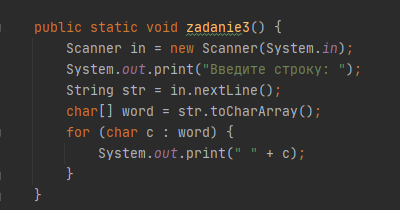 public static void zadanie3() {
Scanner in = new Scanner(System.in);
System.out.print("Введите строку: ");
String str = in.nextLine();
char[] word = str.toCharArray();
for (char c : word) {
System.out.print(" " + c);
}
}